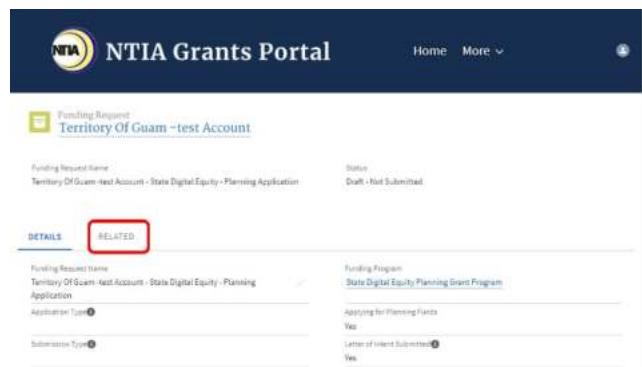 NTIA NTIA Grants Portal Home More
Funding Request
Territory Of Guam -test Account
Funding Request Name Status
Territory Of Guam -test Account - State Digital Equity - Planning Application Draft - Not Submitted
DETAILS RELATED
Funding Request Name Funding Program
Territory Of Guam -test Account - State Digital Equity - Planning State Digital Equity Planning Grant Program
Application
Application Type Applying for Planning Funds
Yes
Submission Type Letter of Intent Submitted
Yes